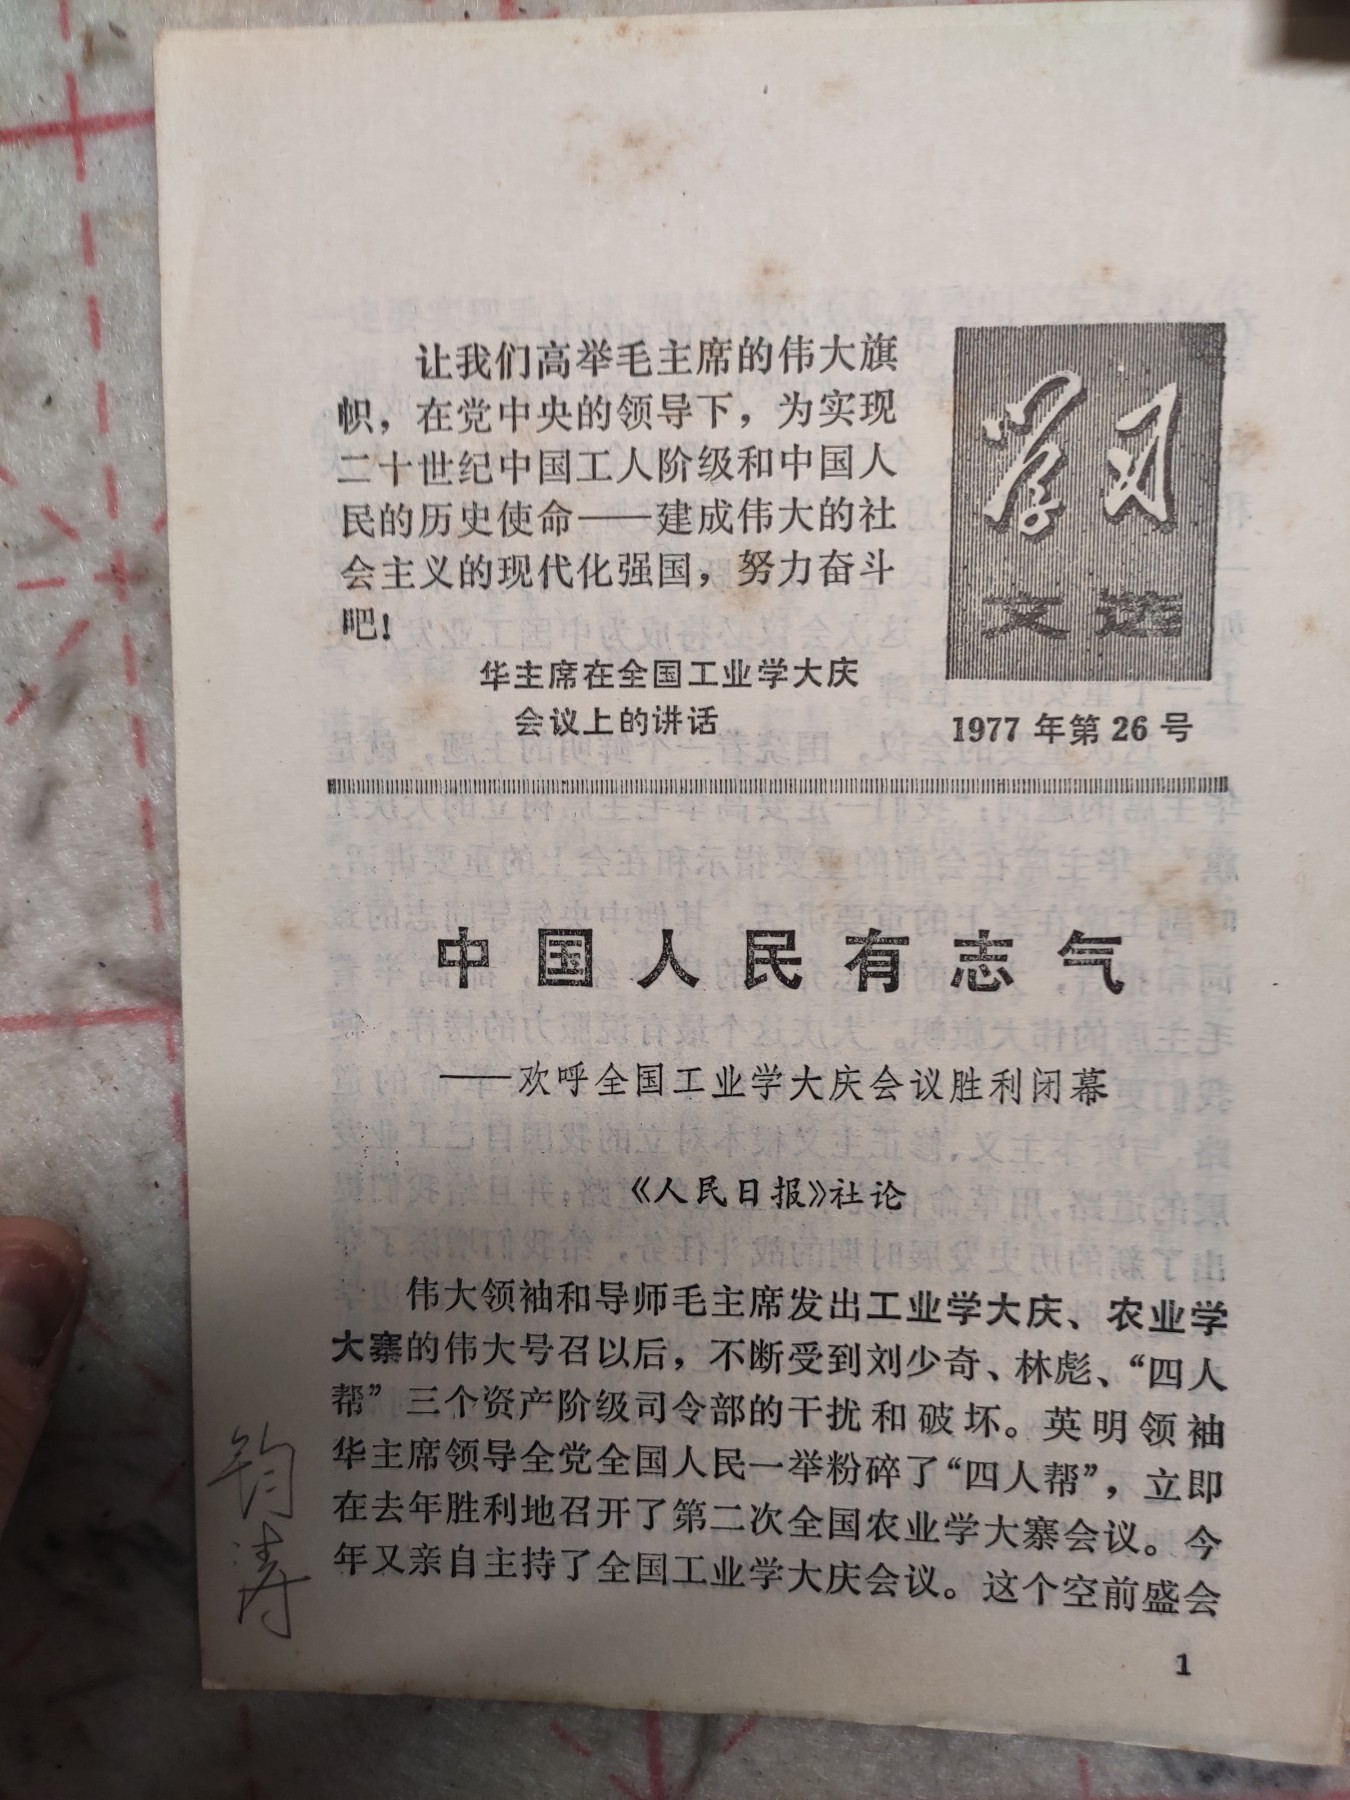 让我们高举毛主席的伟大旗
帜，在党中央的领导下，为实现
二十世纪中国工人阶级和中国人
民的历史使命——建成伟大的社
会主义的现代化强国，努力奋斗
吧！
华主席在全国工业学大庆
会议上的讲话
学习
文选
1977年第26号
中国人民有志气
——欢呼全国工业学大庆会议胜利闭幕
《人民日报》社论
伟大领袖和导师毛主席发出工业学大庆、农业学
大寨的伟大号召以后，不断受到刘少奇、林彪、“四人
帮”三个资产阶级司令部的干扰和破坏。英明领袖
华主席领导全党全国人民一举粉碎了“四人帮”，立即
在去年胜利地召开了第二次全国农业学大寨会议。今
年又亲自主持了全国工业学大庆会议。这个空前盛会
钧涛
1